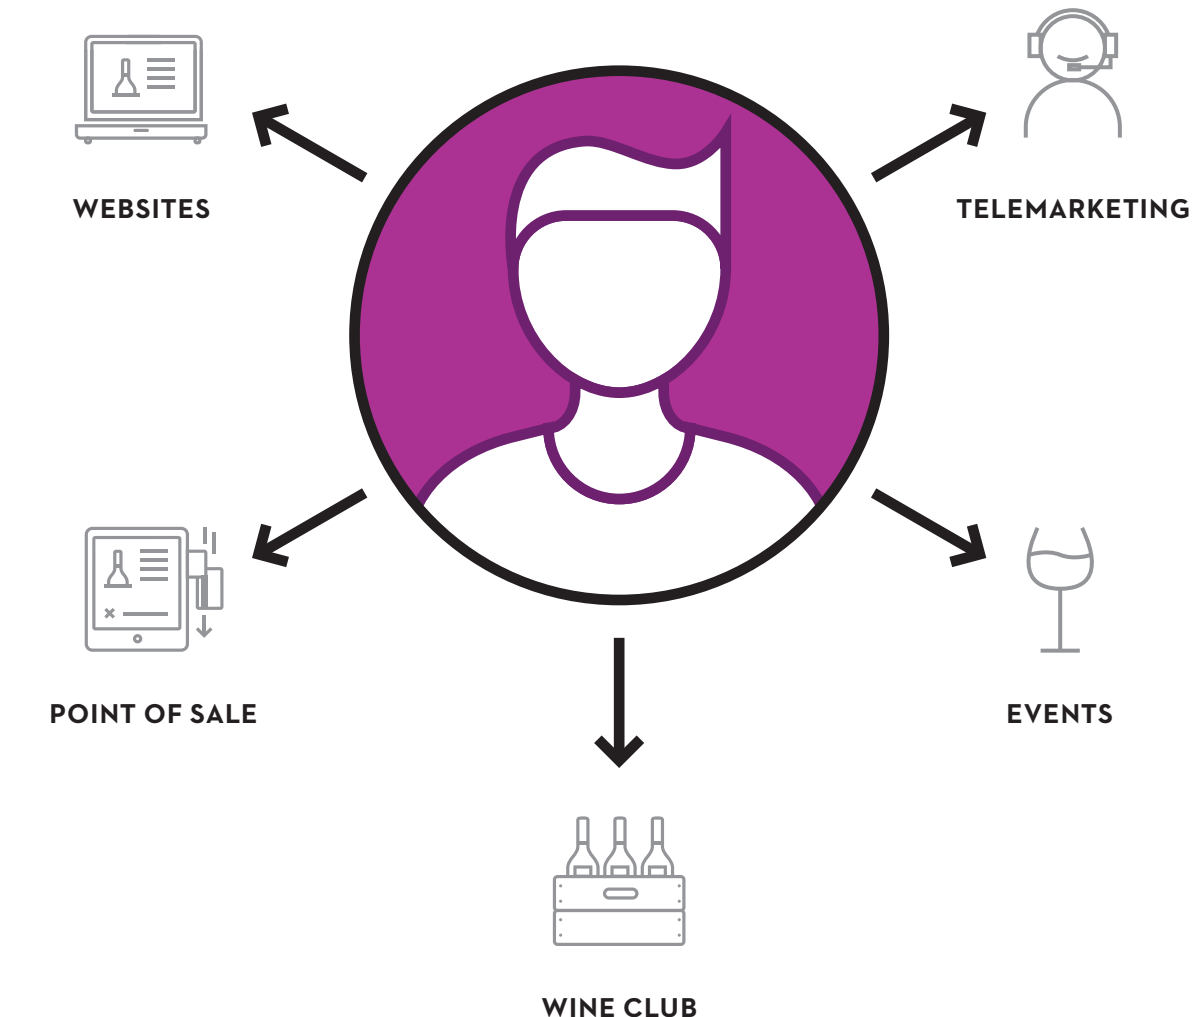 WEBSITES
TELEMARKETING
POINT OF SALE
EVENTS
WINE CLUB